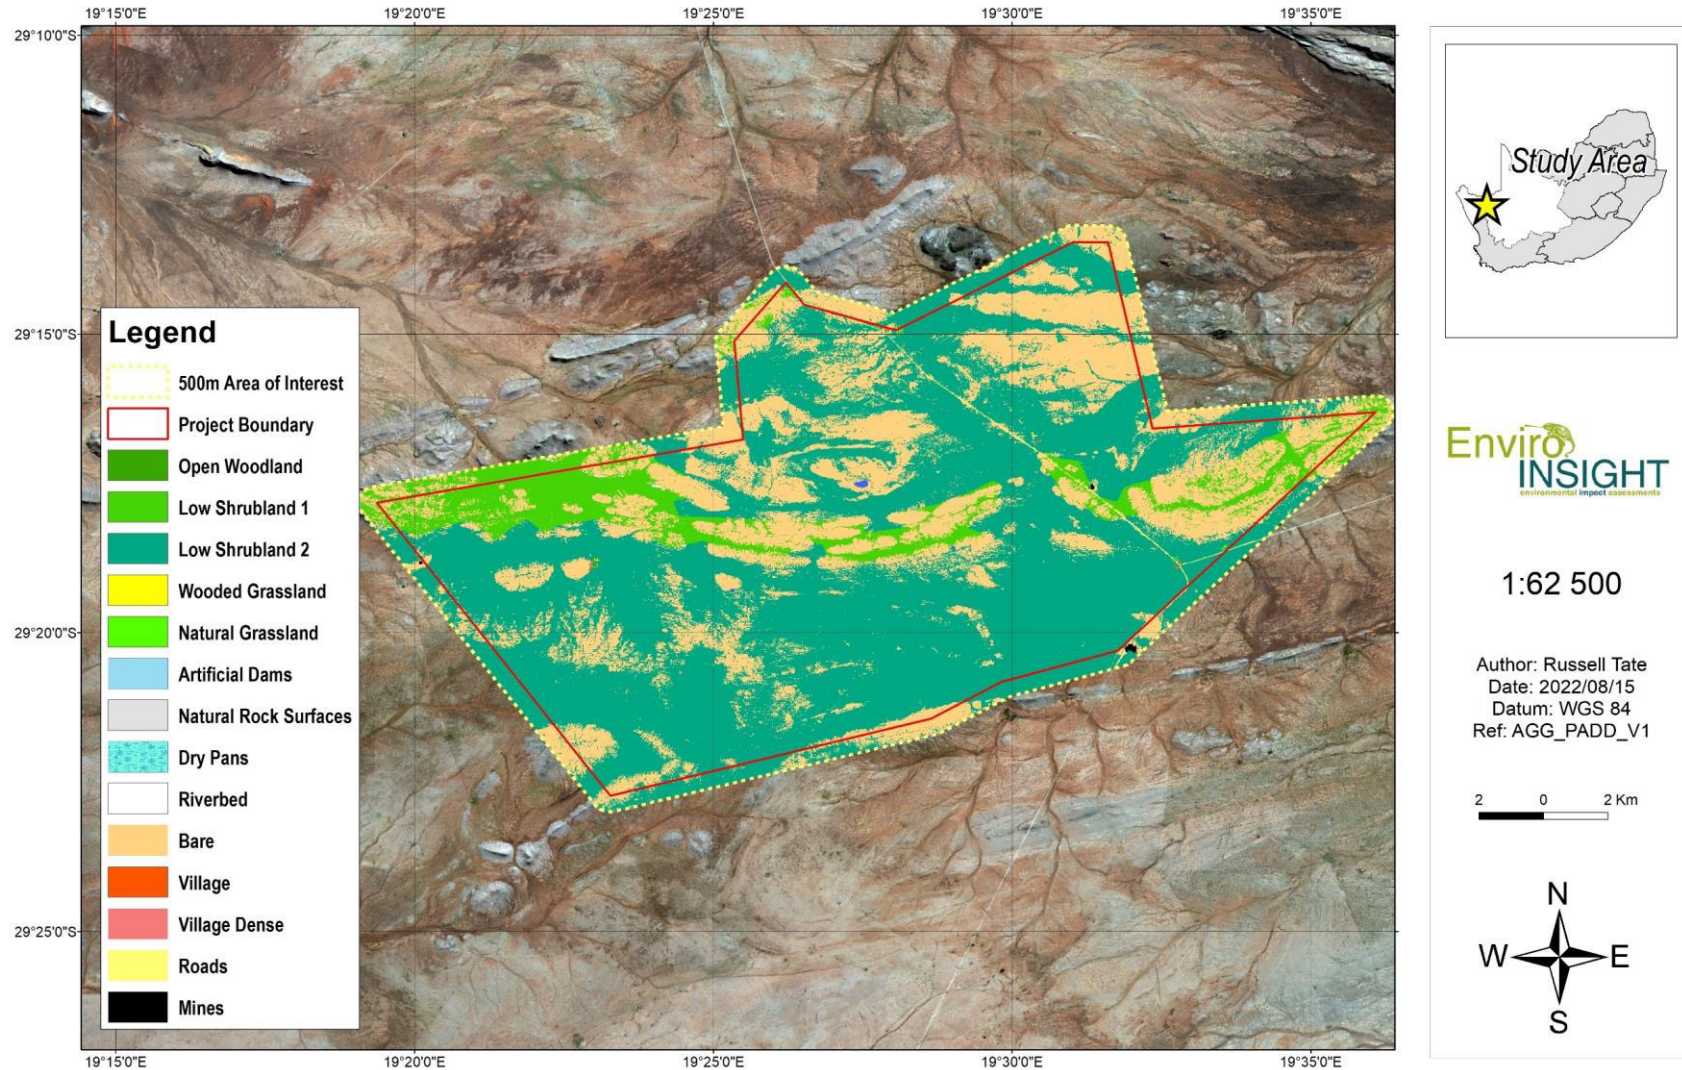 19°15'0"E 19°20'0"E 19°25'0"E 19°30'0"E 19°35'0"E
29°10'0"S
29°15'0"S
29°20'0"S
29°25'0"S
Legend
500m Area of Interest
Project Boundary
Open Woodland
Low Shrubland 1
Low Shrubland 2
Wooded Grassland
Natural Grassland
Artificial Dams
Natural Rock Surfaces
Dry Pans
Riverbed
Bare
Village
Village Dense
Roads
Mines
19°15'0"E 19°20'0"E 19°25'0"E 19°30'0"E 19°35'0"E
Study Area
Enviro
INSIGHT
environmental impact assessments
1:62 500
Author: Russell Tate
Date: 2022/08/15
Datum: WGS 84
Ref: AGG_PADD_V1
2 0 2 Km
N
W E
S